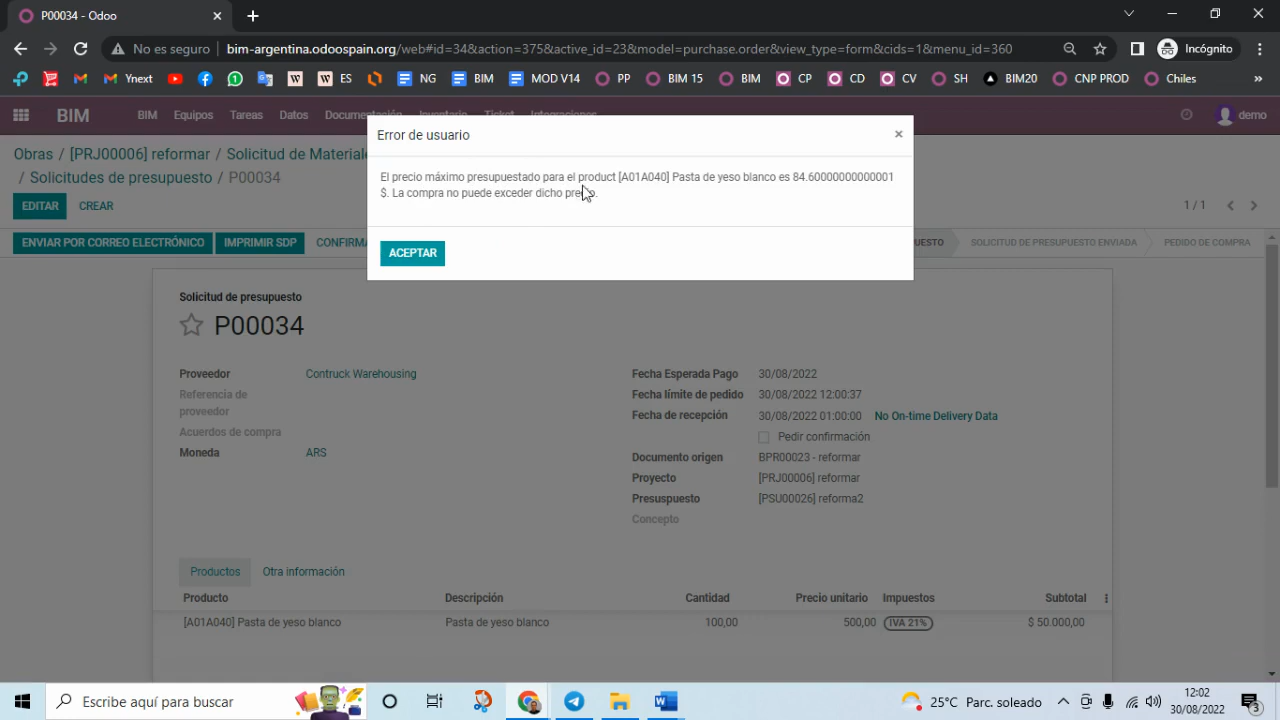 P00034 - Odoo
No es seguro
bim-argentina.odoospain.org/web#id=34&action=375&active_id=23&model=purchase.order&view_type=form&cids=1&menu_id=360
Incógnito
Ynext
ES
NG
BIM
MOD V14
PP
BIM 15
BIM
CP
CD
CV
SH
BIM20
CNP PROD
Chiles
»
BIM
BIM
Equipos
Tareas
Datos
Documentación
Inventario
Ticket
Integraciones
demo
Error de usuario
×
El precio máximo presupuestado para el product [A01A040] Pasta de yeso blanco es 84.60000000000001
$. La compra no puede exceder dicho precio.
ACEPTAR
Obras / [PRJ00006] reformar / Solicitud de Materiale
/ Solicitudes de presupuesto / P00034
EDITAR
CREAR
1 / 1
ENVIAR POR CORREO ELECTRÓNICO
IMPRIMIR SDP
CONFIRMA
UESTO
SOLICITUD DE PRESUPUESTO ENVIADA
PEDIDO DE COMPRA
Solicitud de presupuesto
P00034
Proveedor
Contruck Warehousing
Referencia de
proveedor
Acuerdos de compra
Moneda
ARS
Fecha Esperada Pago
30/08/2022
Fecha límite de pedido
30/08/2022 12:00:37
Fecha de recepción
30/08/2022 01:00:00
No On-time Delivery Data
Pedir confirmación
Documento origen
BPR00023 - reformar
Proyecto
[PRJ00006] reformar
Presuspuesto
[PSU00026] reforma2
Concepto
Productos
Otra información
Producto
Descripción
Cantidad
Precio unitario
Impuestos
Subtotal
[A01A040] Pasta de yeso blanco
Pasta de yeso blanco
100,00
500,00
IVA 21%
$ 50.000,00
Escribe aquí para buscar
25°C Parc. soleado
12:02
30/08/2022
3